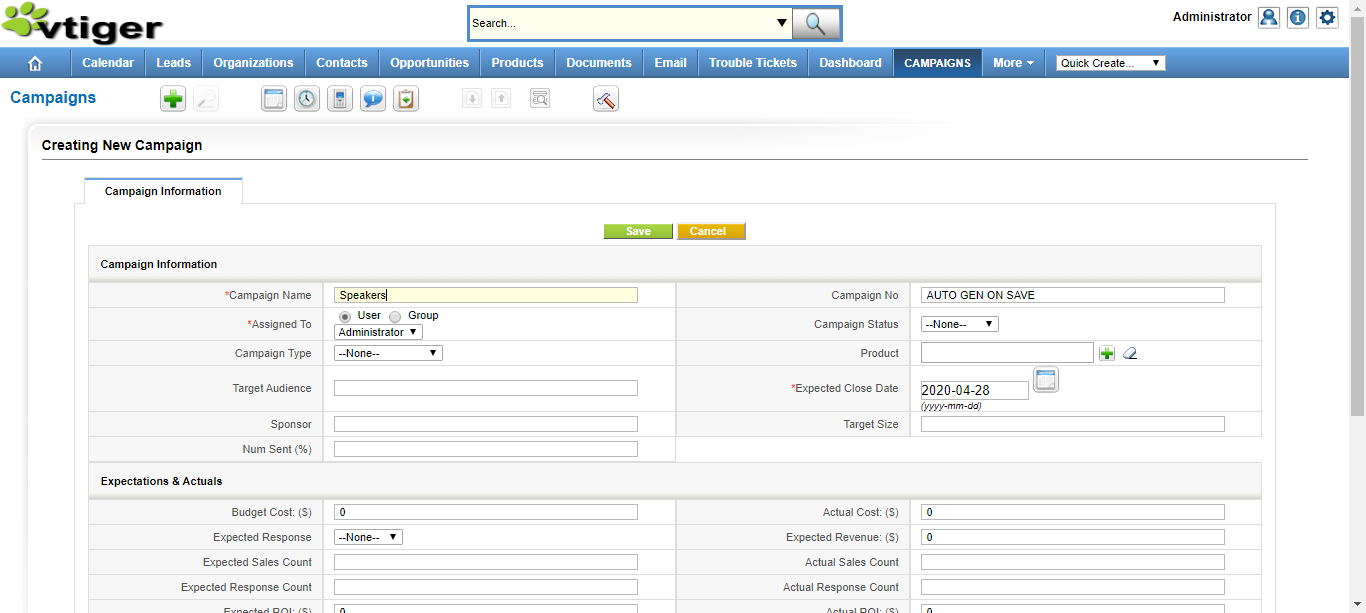 vtiger
Search...
Administrator
Calendar Leads Organizations Contacts Opportunities Products Documents Email Trouble Tickets Dashboard CAMPAIGNS More Quick Create...
Campaigns
Creating New Campaign
Campaign Information
Save Cancel
Campaign Information
*Campaign Name Speakers Campaign No AUTO GEN ON SAVE
User Group
*Assigned To Administrator Campaign Status --None--
Campaign Type --None-- Product
Target Audience *Expected Close Date 2020-04-28
(yyyy-mm-dd)
Sponsor Target Size
Num Sent (%)
Expectations & Actuals
Budget Cost: ($) 0 Actual Cost: ($) 0
Expected Response --None-- Expected Revenue: ($) 0
Expected Sales Count Actual Sales Count
Expected Response Count Actual Response Count
Expected ROI: ($) 0 Actual ROI: ($) 0